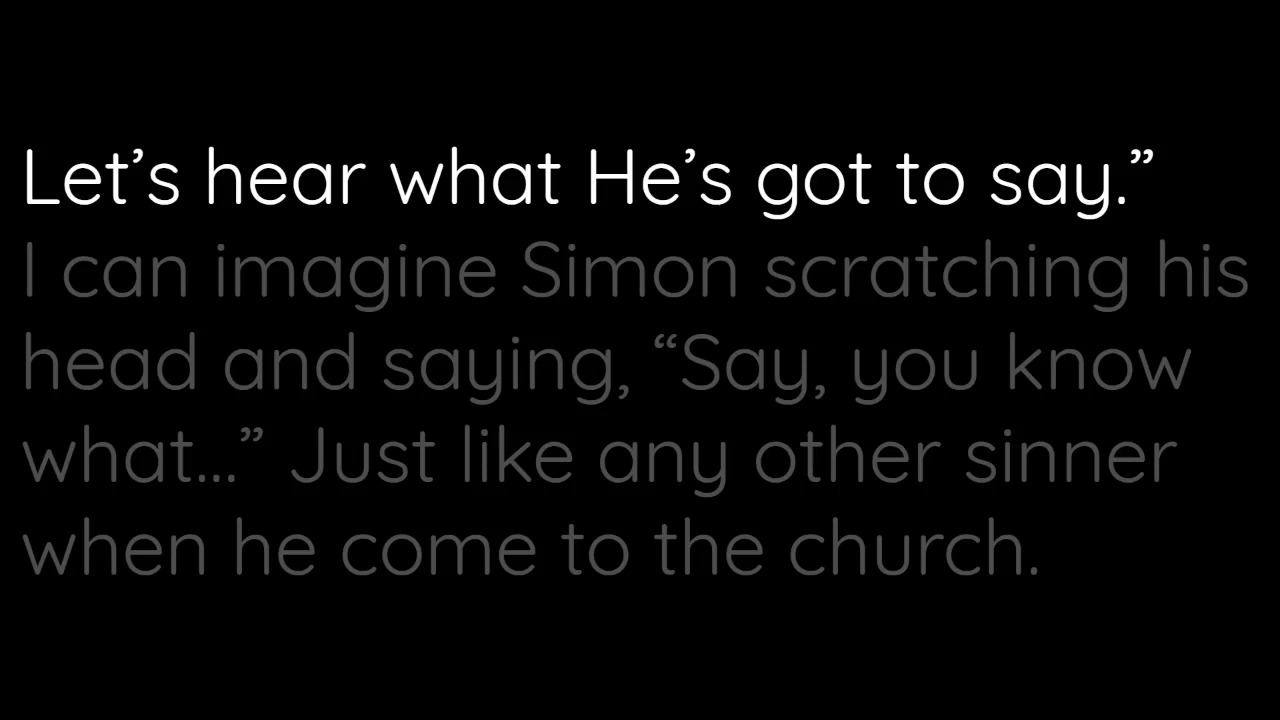 Let’s hear what He’s got to say.”
I can imagine Simon scratching his
head and saying, “Say, you know
what...” Just like any other sinner
when he come to the church.